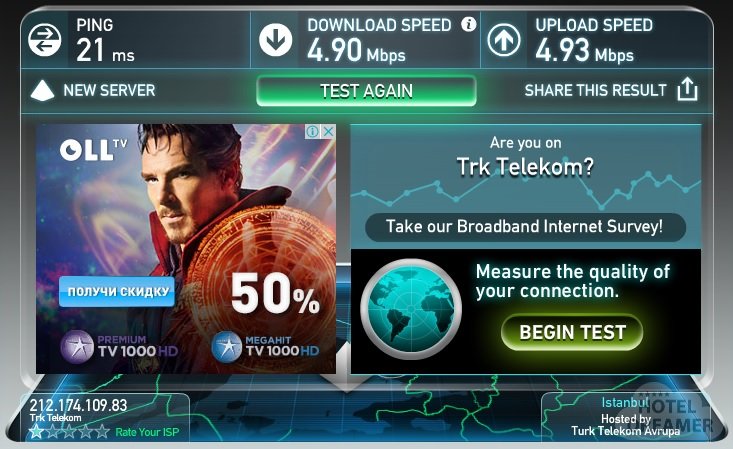 PING
21 ms
DOWNLOAD SPEED
4.90 Mbps
UPLOAD SPEED
4.93 Mbps
NEW SERVER
TEST AGAIN
SHARE THIS RESULT
OLL TV
ПОЛУЧИ СКИДКУ
50%
PREMIUM
TV 1000 HD
MEGAHIT
TV 1000 HD
Are you on
Trk Telekom?
Take our Broadband Internet Survey!
Measure the quality of
your connection.
BEGIN TEST
212.174.109.83
Trk Telekom
Rate Your ISP
Istanbul
Hosted by
Turk Telekom Avrupa
HOTEL